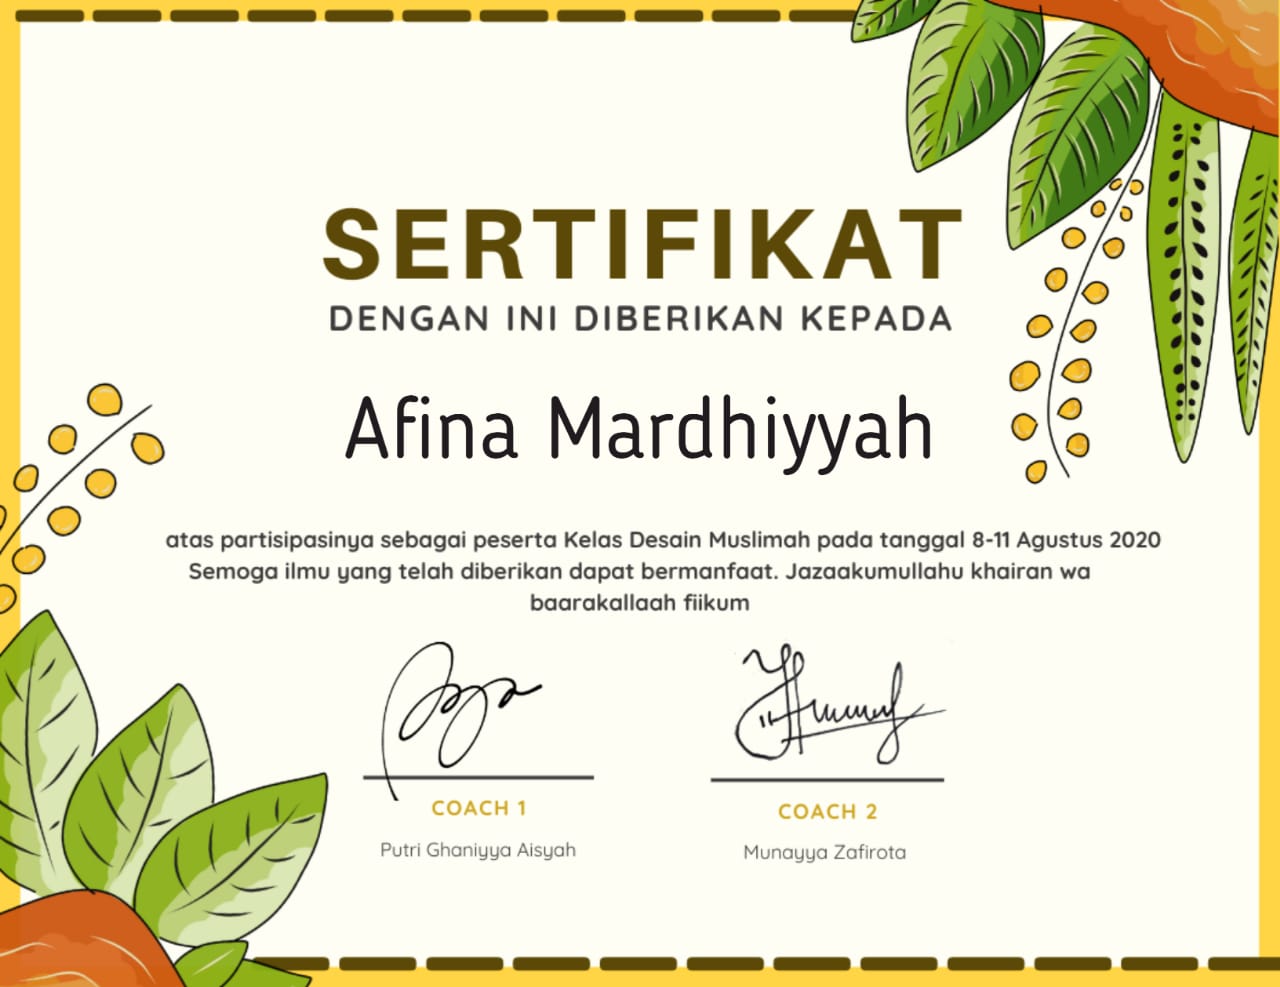 SERTIFIKAT
DENGAN INI DIBERIKAN KEPADA
Afina Mardhiyyah
atas partisipasinya sebagai peserta Kelas Desain Muslimah pada tanggal 8-11 Agustus 2020
Semoga ilmu yang telah diberikan dapat bermanfaat. Jazaakumullahu khairan wa
baarakallaah fiikum
COACH 1
Putri Ghaniyya Aisyah
COACH 2
Munayya Zafirota